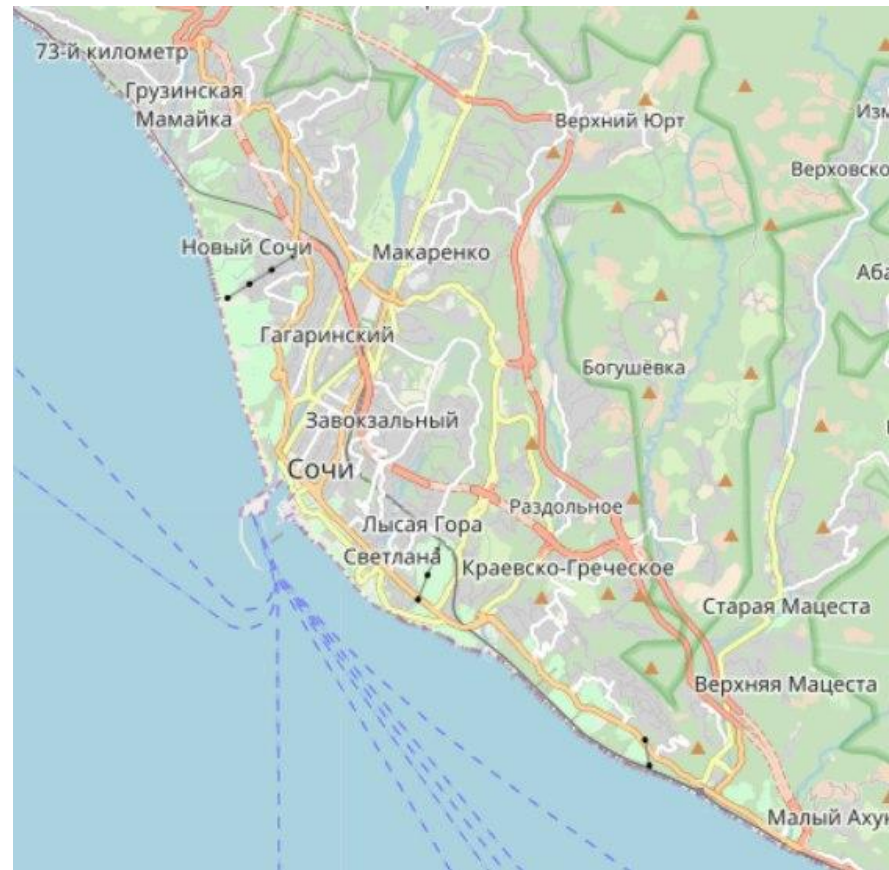 73-й километр
Грузинская
Мамайка
Верхний Юрт
Новый Сочи
Макаренко
Гагаринский
Богушёвка
Завокзальный
Сочи
Раздольное
Лысая Гора
Светлана
Краевско-Греческое
Старая Мацеста
Верхняя Мацеста